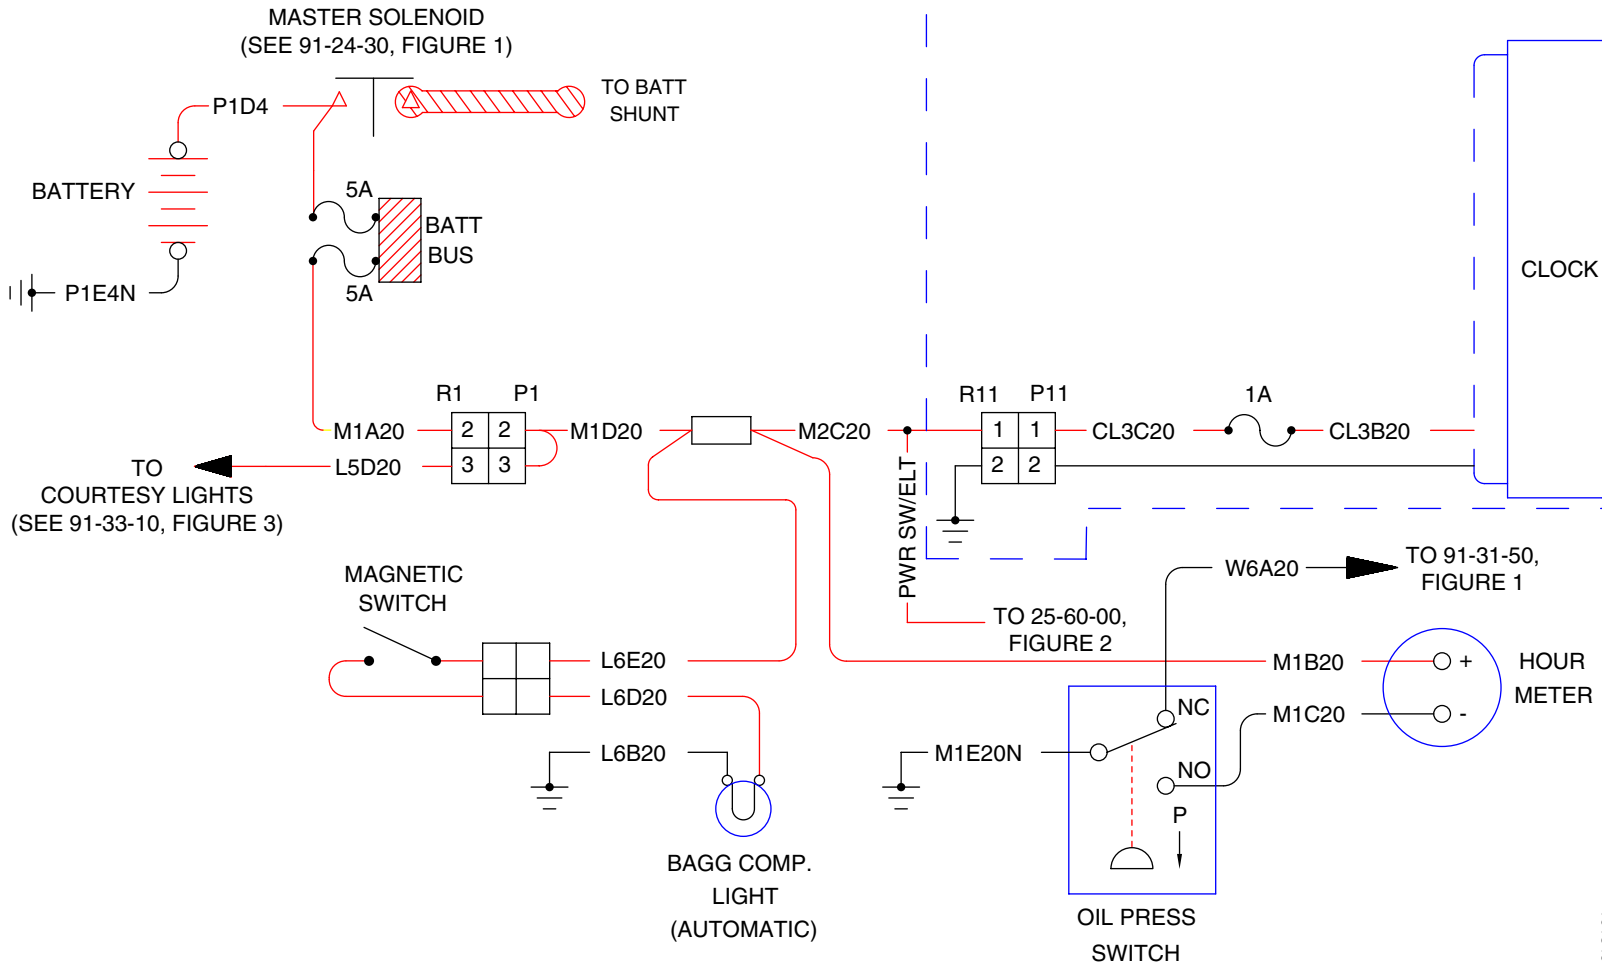 MASTER SOLENOID
(SEE 91-24-30, FIGURE 1)
P1D4
TO BATT
SHUNT
BATTERY
5A
BATT
BUS
5A
P1E4N
CLOCK
R1
P1
R11
P11
1A
M1A20
2
2
M1D20
M2C20
1
1
CL3C20
CL3B20
L5D20
3
3
2
2
TO
COURTESY LIGHTS
(SEE 91-33-10, FIGURE 3)
PWR SW/ELT
MAGNETIC
SWITCH
W6A20
TO 91-31-50,
FIGURE 1
TO 25-60-00,
FIGURE 2
L6E20
M1B20
+
HOUR
METER
L6D20
NC
M1C20
-
L6B20
M1E20N
NO
P
BAGG COMP.
LIGHT
(AUTOMATIC)
OIL PRESS
SWITCH